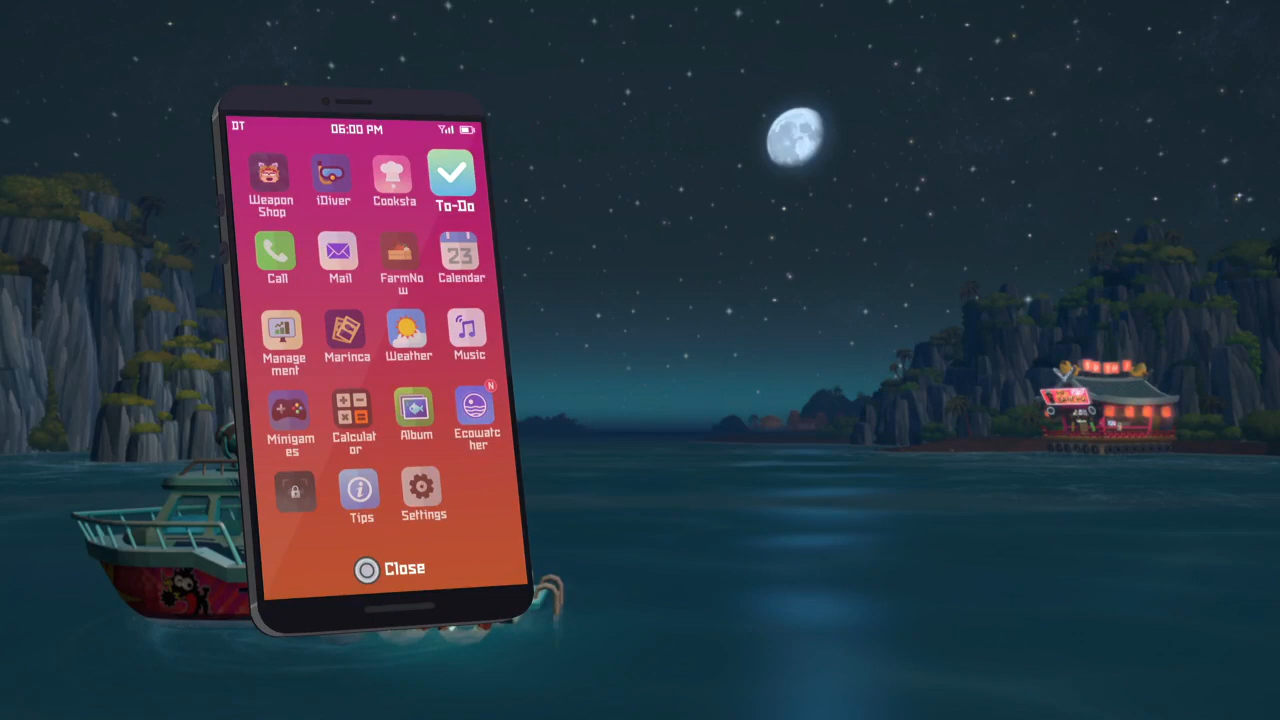 DT
06:00 PM
Weapon
Shop
iDiver
Cooksta
To-Do
Call
Mail
FarmNo
w
Calendar
23
Manage
ment
Marinca
Weather
Music
Minigam
es
Calculat
or
Album
N
Ecowatc
her
Tips
Settings
Close